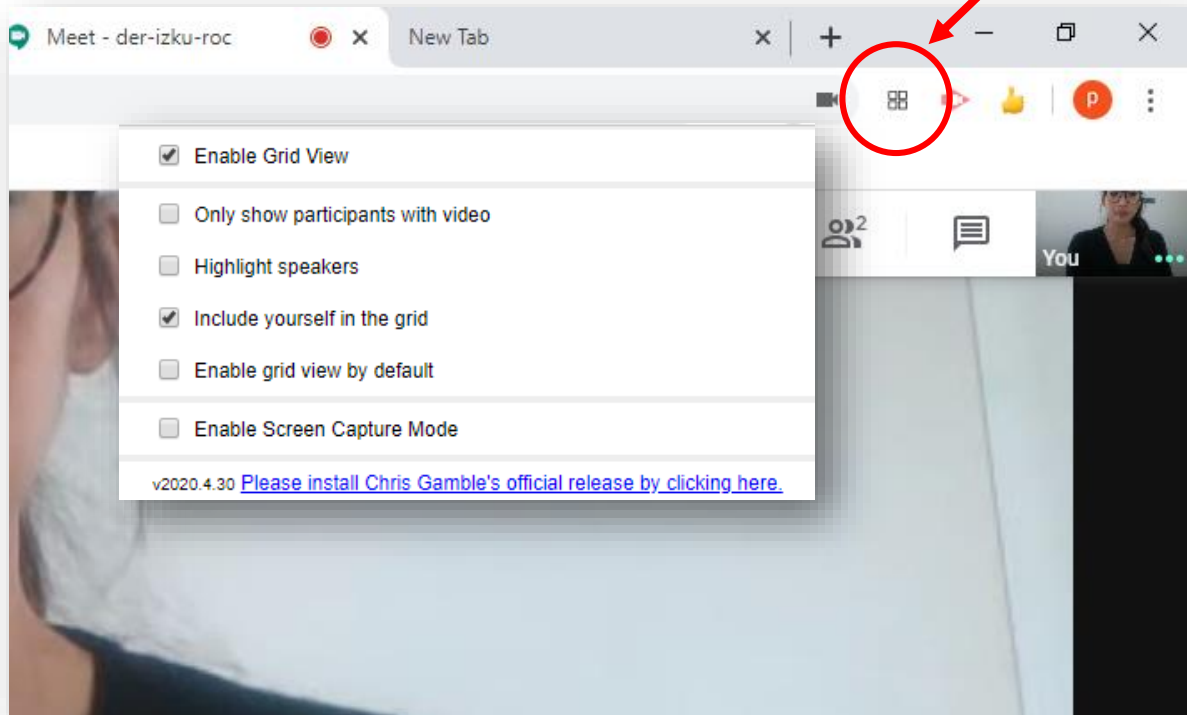 Meet - der-izku-roc
New Tab
P
Enable Grid View
Only show participants with video
Highlight speakers
Include yourself in the grid
Enable grid view by default
Enable Screen Capture Mode
v2020.4.30 Please install Chris Gamble's official release by clicking here.
2
You